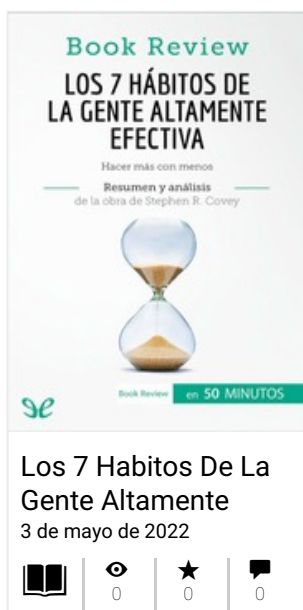 Book Review
LOS 7 HÁBITOS DE
LA GENTE ALTAMENTE
EFECTIVA
Hacer más con menos
Resumen y análisis
de la obra de Stephen R. Covey
Book Review en 50 MINUTOS
Los 7 Habitos De La
Gente Altamente
3 de mayo de 2022
0 0 0